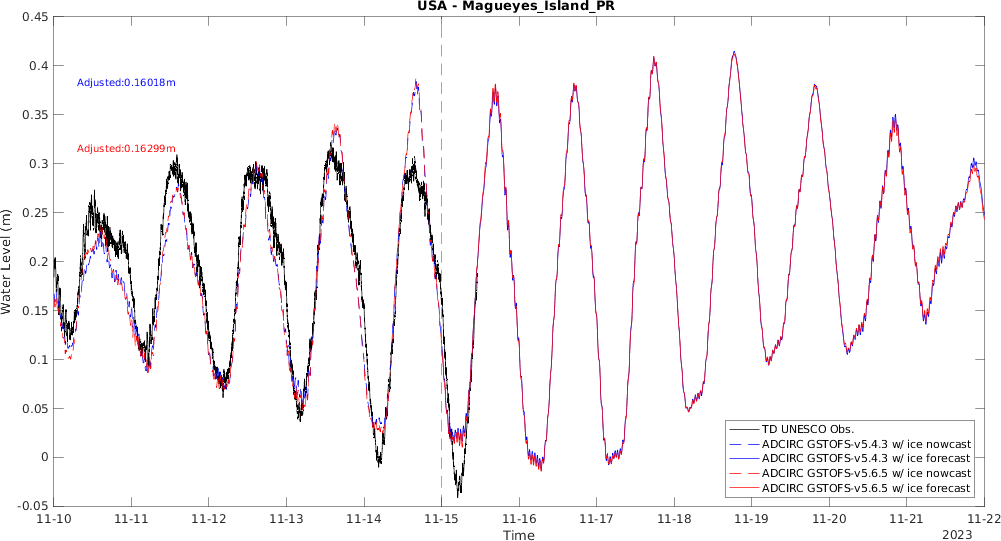 USA - Magueyes_Island_PR
0.45
0.4
0.35
0.3
0.25
0.2
0.15
0.1
0.05
0
-0.05
Water Level (m)
Adjusted:0.16018m
Adjusted:0.16299m
TD UNESCO Obs.
ADCIRC GSTOFS-v5.4.3 w/ ice nowcast
ADCIRC GSTOFS-v5.4.3 w/ ice forecast
ADCIRC GSTOFS-v5.6.5 w/ ice nowcast
ADCIRC GSTOFS-v5.6.5 w/ ice forecast
11-10 11-11 11-12 11-13 11-14 11-15 11-16 11-17 11-18 11-19 11-20 11-21 11-22
Time
2023